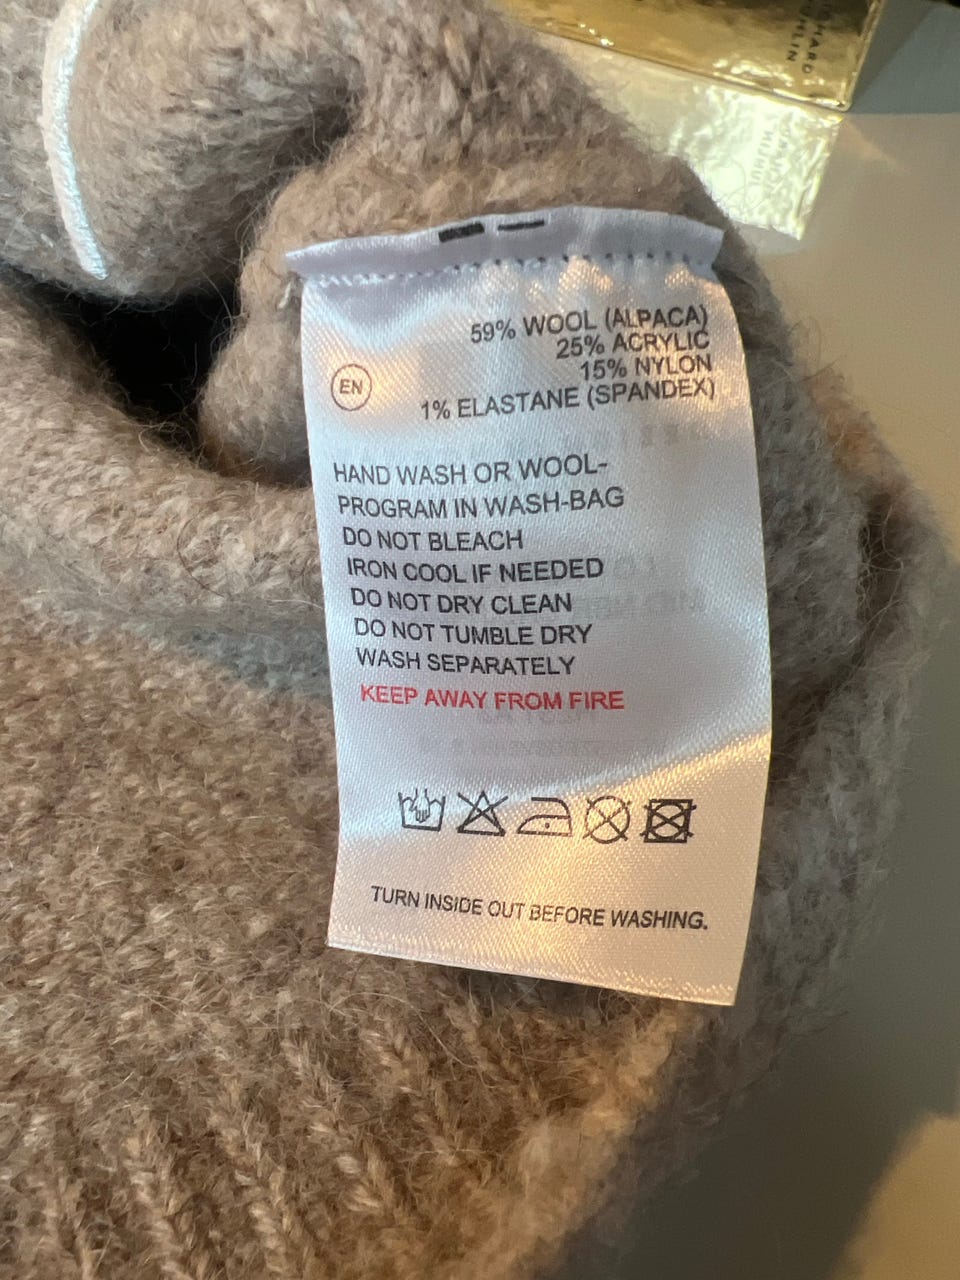 59% WOOL (ALPACA)
25% ACRYLIC
15% NYLON
1% ELASTANE (SPANDEX)
EN
HAND WASH OR WOOL-
PROGRAM IN WASH-BAG
DO NOT BLEACH
IRON COOL IF NEEDED
DO NOT DRY CLEAN
DO NOT TUMBLE DRY
WASH SEPARATELY
KEEP AWAY FROM FIRE
TURN INSIDE OUT BEFORE WASHING.